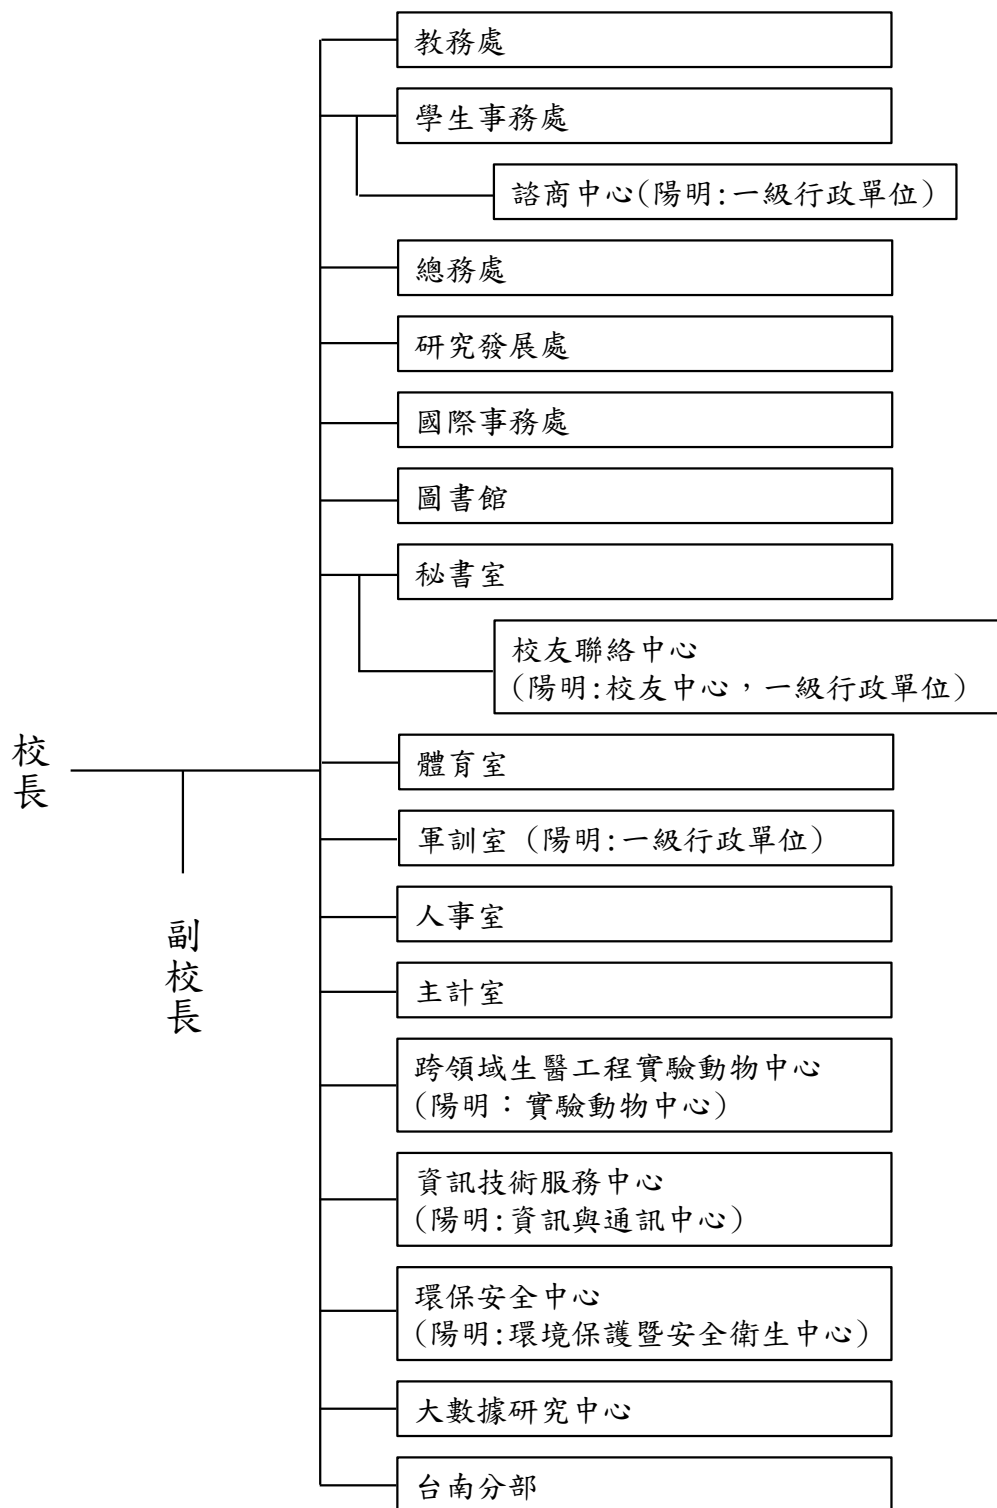 教務處
學生事務處
諮商中心(陽明:一級行政單位)
總務處
研究發展處
國際事務處
圖書館
秘書室
校友聯絡中心
(陽明:校友中心，一級行政單位)
校長
副校長
體育室
軍訓室 (陽明:一級行政單位)
人事室
主計室
跨領域生醫工程實驗動物中心
(陽明：實驗動物中心)
資訊技術服務中心
(陽明:資訊與通訊中心)
環保安全中心
(陽明:環境保護暨安全衛生中心)
大數據研究中心
台南分部